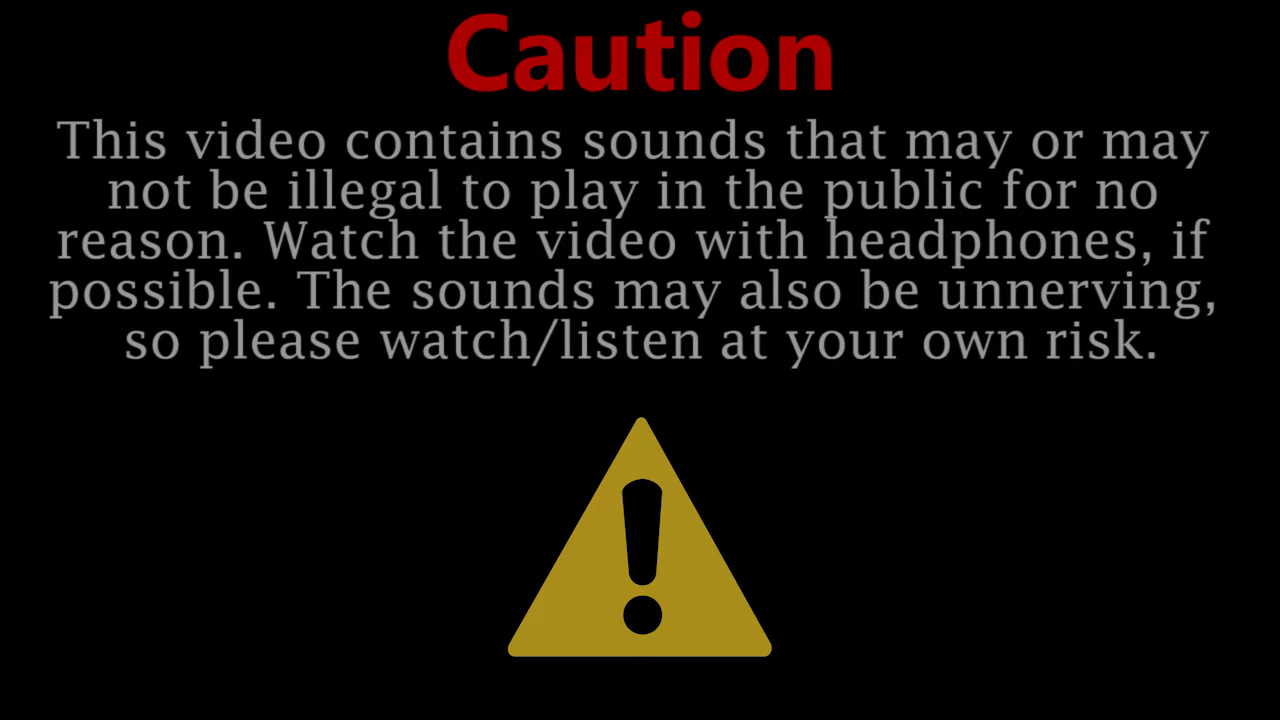 Caution
This video contains sounds that may or may
not be illegal to play in the public for no
reason. Watch the video with headphones, if
possible. The sounds may also be unnerving,
so please watch/listen at your own risk.